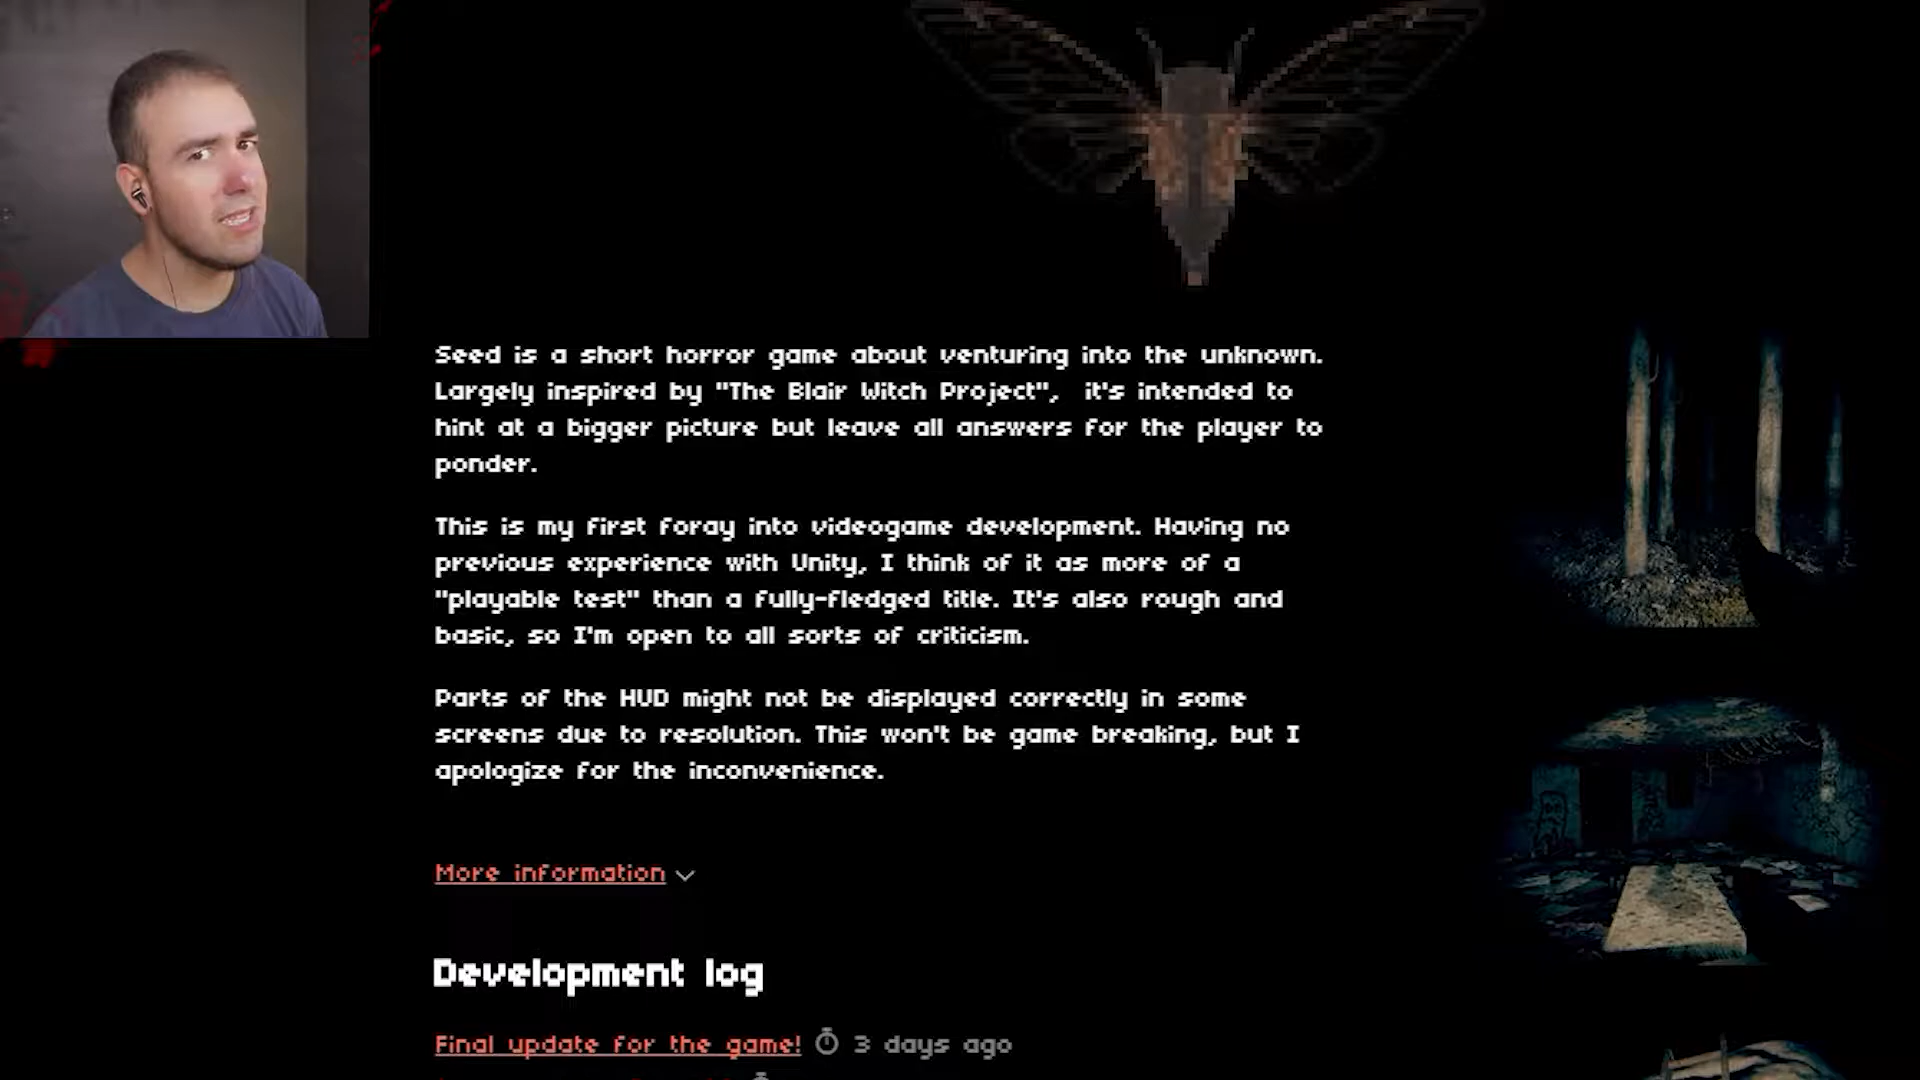 Seed is a short horror game about venturing into the unknown.
Largely inspired by "The Blair Witch Project", it's intended to
hint at a bigger picture but leave all answers for the player to
ponder.
This is my first foray into videogame development. Having no
previous experience with Unity, I think of it as more of a
"playable test" than a fully-fledged title. It's also rough and
basic, so I'm open to all sorts of criticism.
Parts of the HUD might not be displayed correctly in some
screens due to resolution. This won't be game breaking, but I
apologize for the inconvenience.
More information
Development log
Final update for the game! 3 days ago